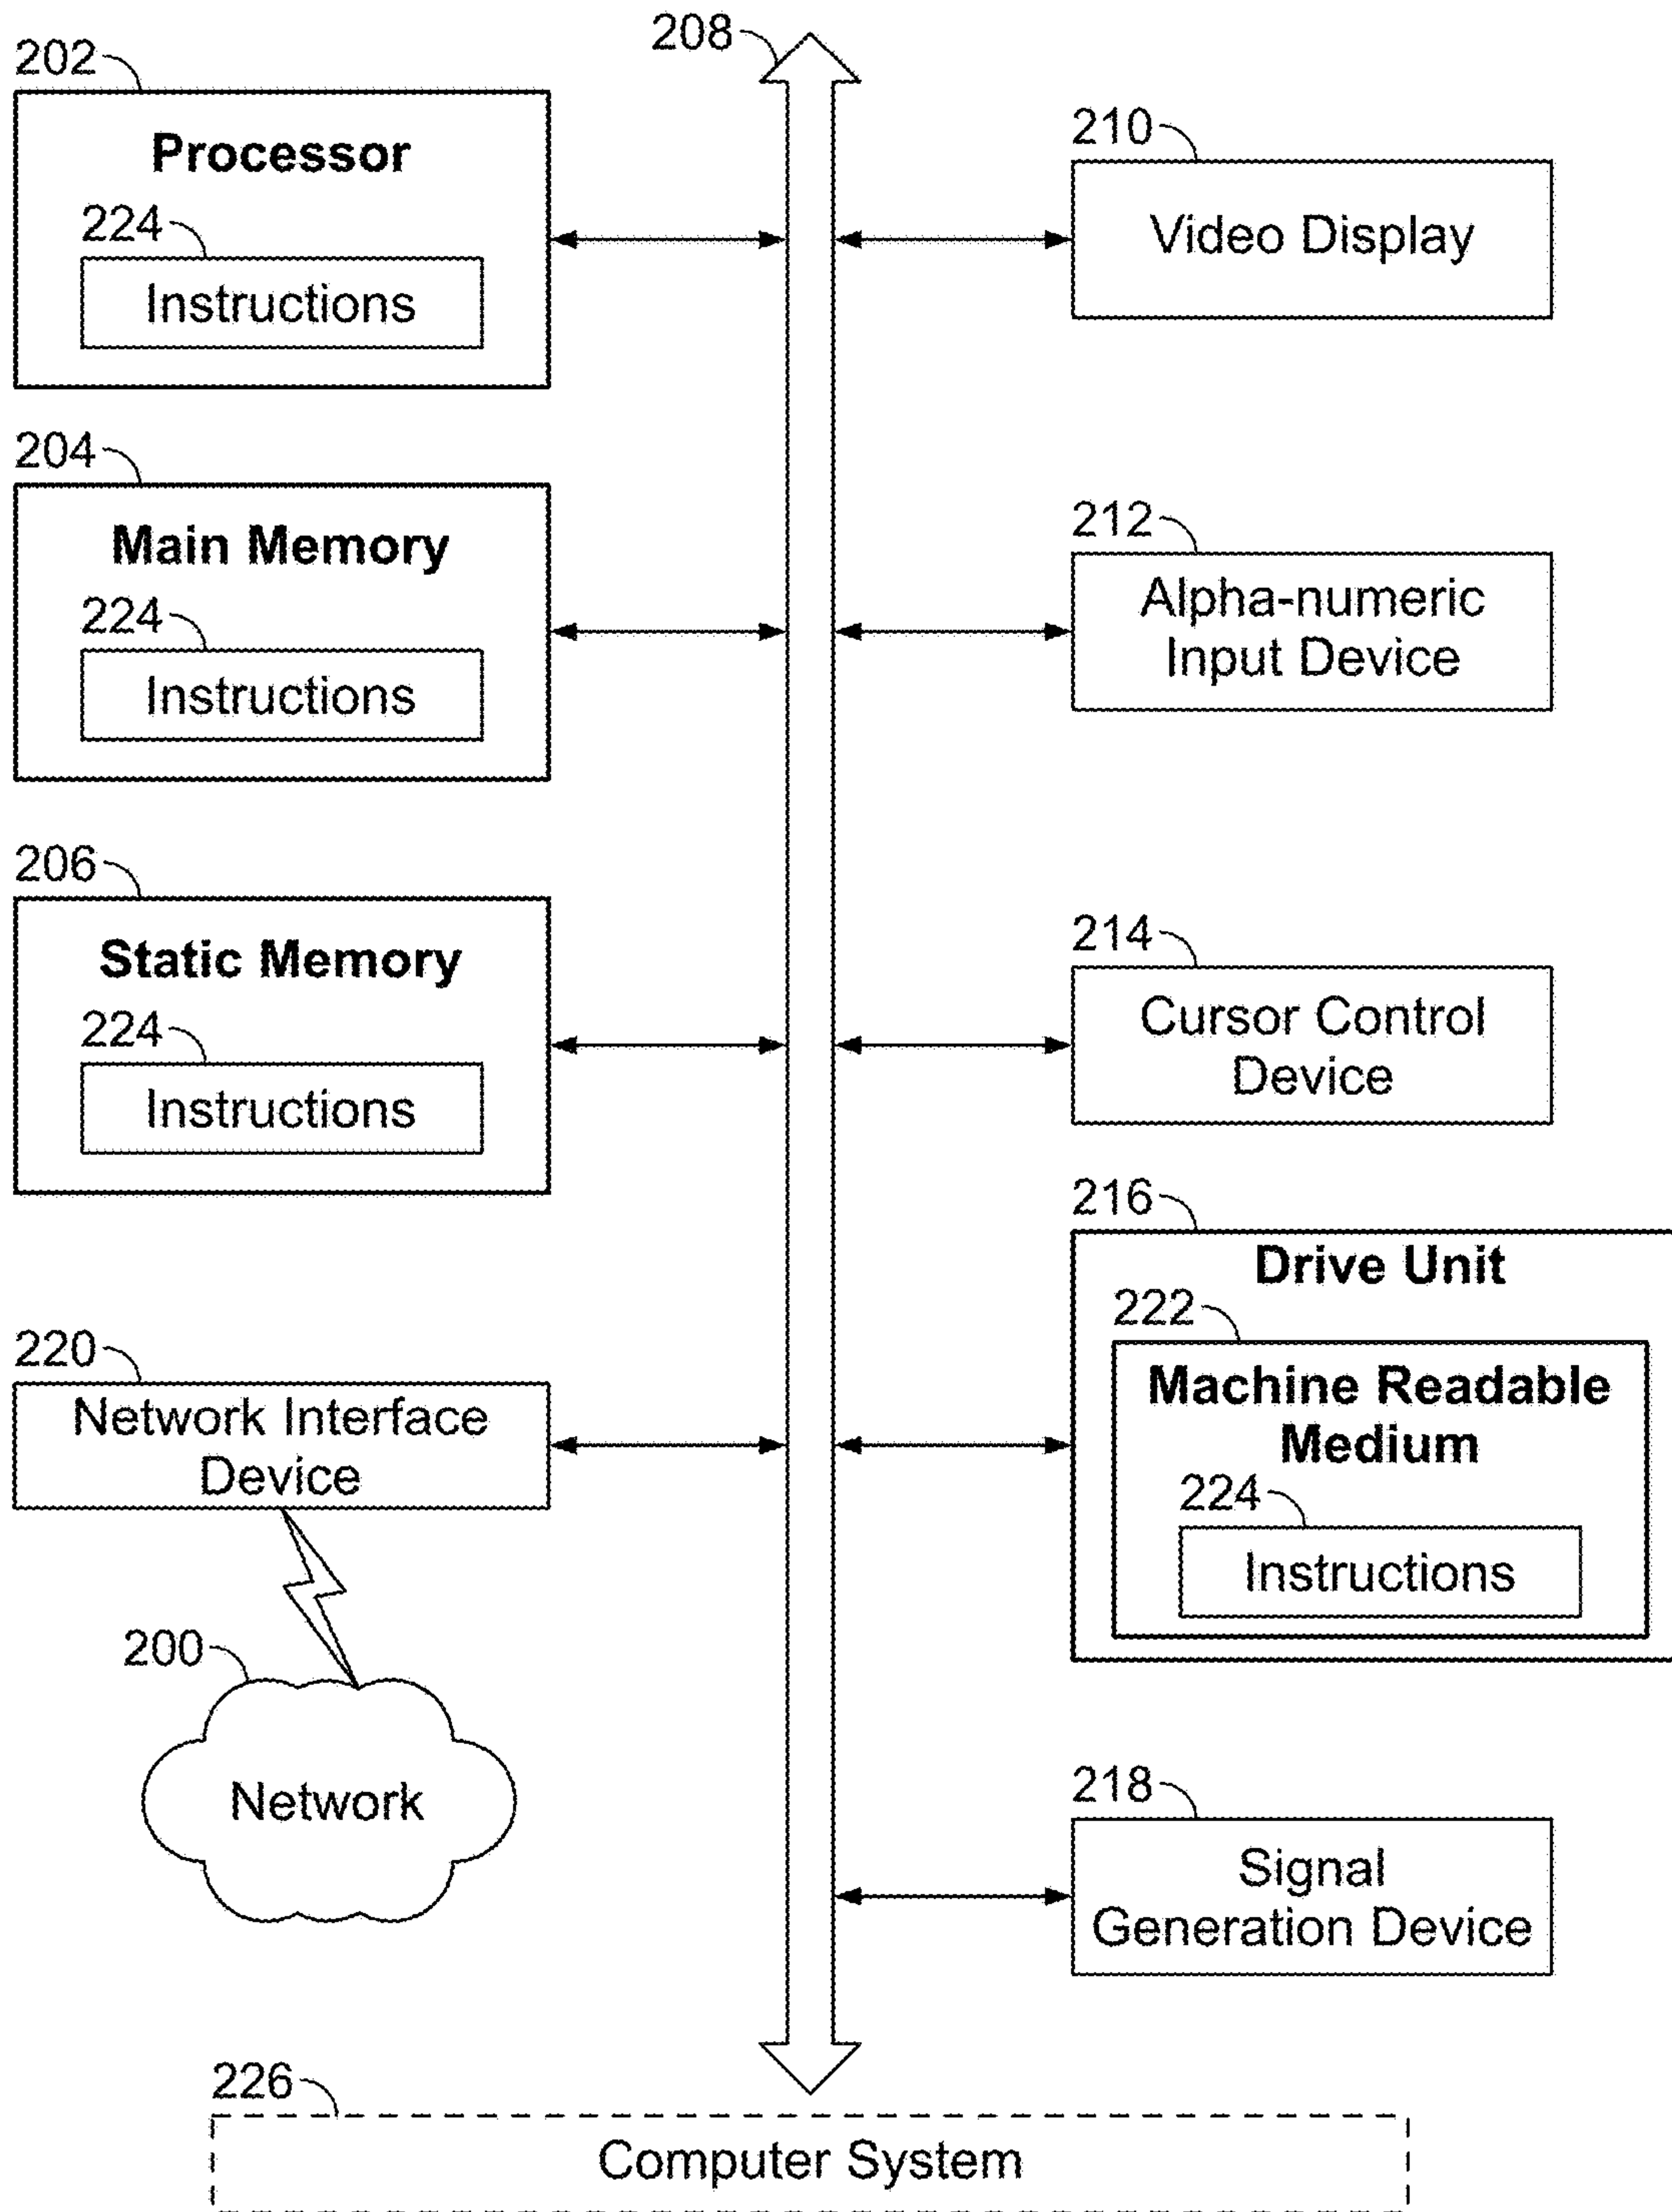 208
202
Processor
224
Instructions
210
Video Display
204
Main Memory
224
Instructions
212
Alpha-numeric
Input Device
206
Static Memory
224
Instructions
214
Cursor Control
Device
216
Drive Unit
222
Machine Readable
Medium
224
Instructions
220
Network Interface
Device
200
Network
218
Signal
Generation Device
226
Computer System